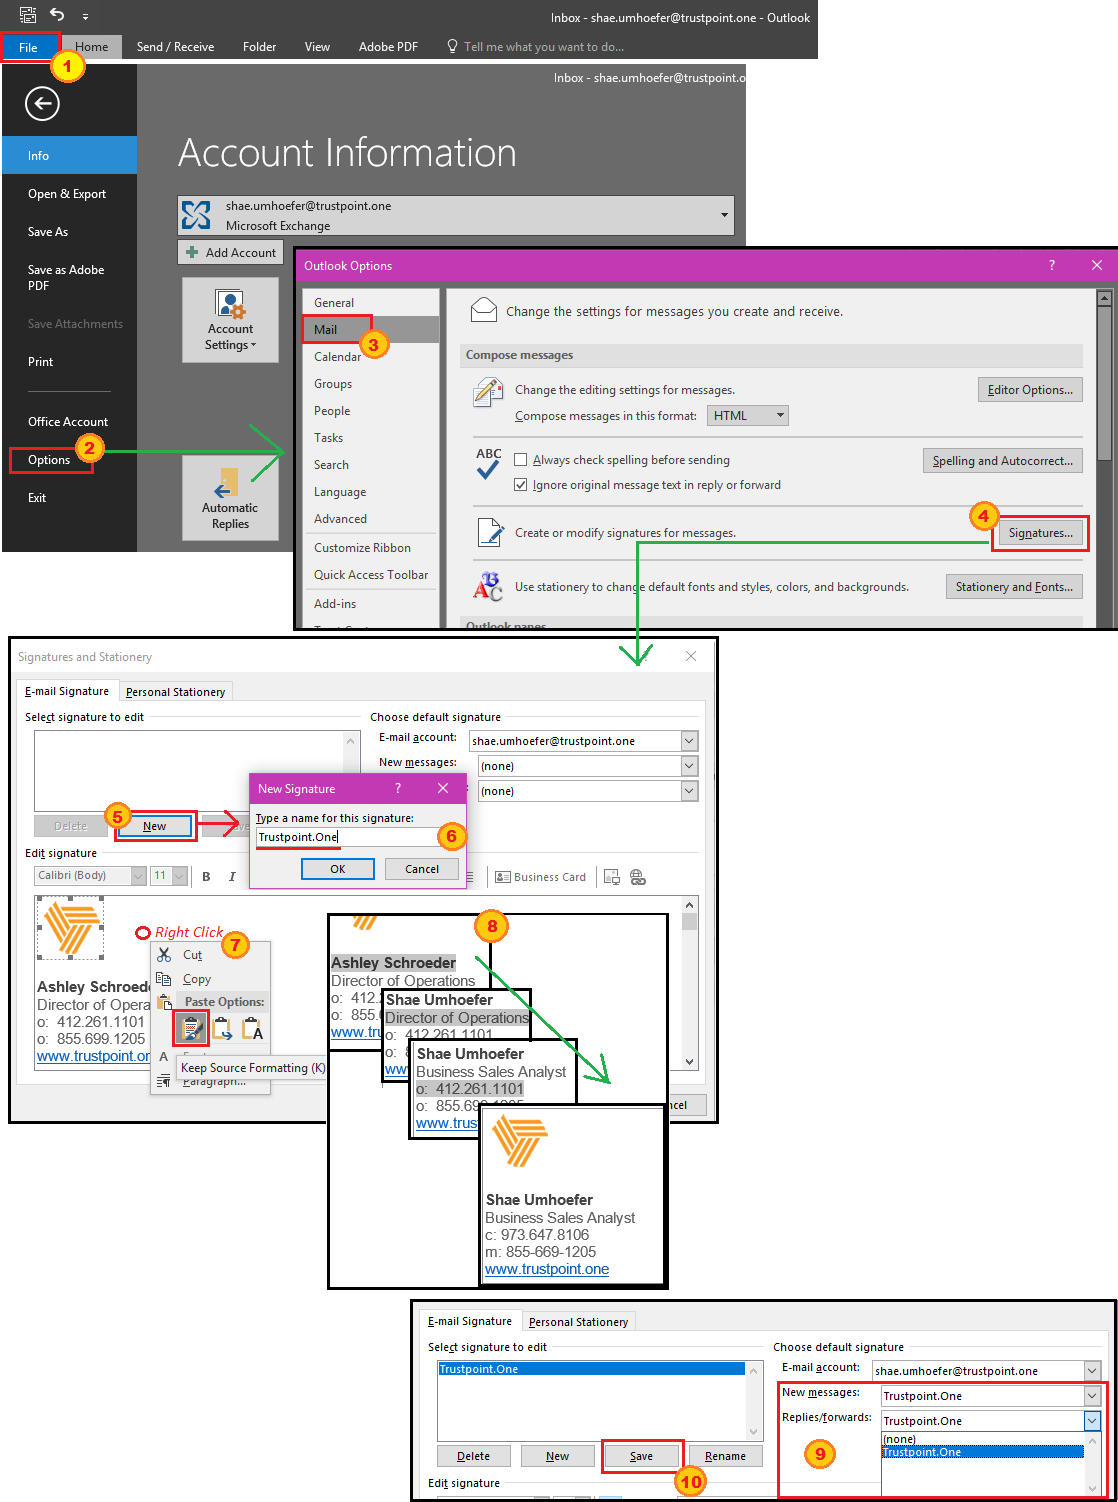 Inbox - shae.umhoefer@trustpoint.one - Outlook
File Home Send / Receive Folder View Adobe PDF Tell me what you want to do...
1
Inbox - shae.umhoefer@trustpoint.o
Account Information
Info
Open & Export
Save As
Save as Adobe
PDF
Save Attachments
Print
Office Account
Options
2
Exit
shae.umhoefer@trustpoint.one
Microsoft Exchange
Add Account
Account
Settings
Automatic
Replies
Outlook Options ?
General
Mail
3
Calendar
Groups
People
Tasks
Search
Language
Advanced
Customize Ribbon
Quick Access Toolbar
Add-ins
Change the settings for messages you create and receive.
Compose messages
Change the editing settings for messages.
Editor Options...
Compose messages in this format: HTML
ABC
Always check spelling before sending
Spelling and Autocorrect...
Ignore original message text in reply or forward
4
Create or modify signatures for messages.
Signatures...
Use stationery to change default fonts and styles, colors, and backgrounds.
Stationery and Fonts...
Outlook panes
Signatures and Stationery
E-mail Signature Personal Stationery
Select signature to edit
Choose default signature
E-mail account: shae.umhoefer@trustpoint.one
New messages: (none)
(none)
5
Delete New
New Signature ?
Type a name for this signature:
Trustpoint.One
6
OK Cancel
Edit signature
Calibri (Body) 11 B I
Business Card
Right Click
7
Cut
Copy
Paste Options:
Keep Source Formatting (K)
Paragraph...
Ashley Schroede
Director of Opera
o: 412.261.1101
o: 855.699.1205
www.trustpoint.on
8
Ashley Schroeder
Director of Operations
o: 412.2
o: 855.
www.trust
Shae Umhoefer
Director of Operations
o: 412.261.1101
o: 8
ww
Shae Umhoefer
Business Sales Analyst
o: 412.261.1101
o: 855.699.1205
www.trust
Shae Umhoefer
Business Sales Analyst
c: 973.647.8106
m: 855-669-1205
www.trustpoint.one
ncel
E-mail Signature Personal Stationery
Select signature to edit
Trustpoint.One
Delete New Save Rename
10
Edit signature
Choose default signature
E-mail account: shae.umhoefer@trustpoint.one
New messages: Trustpoint.One
Replies/forwards: Trustpoint.One
(none)
Trustpoint.One
9